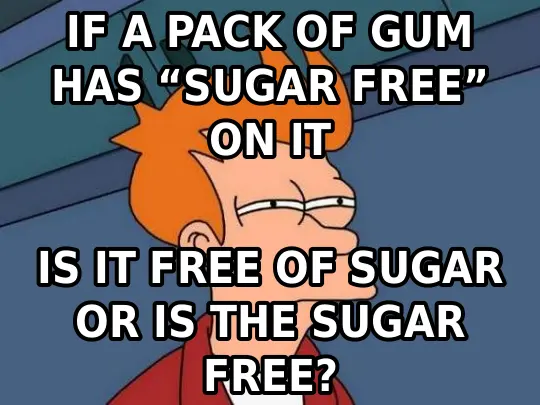 IF A PACK OF GUM
HAS “SUGAR FREE”
ON IT
IS IT FREE OF SUGAR
OR IS THE SUGAR
FREE?